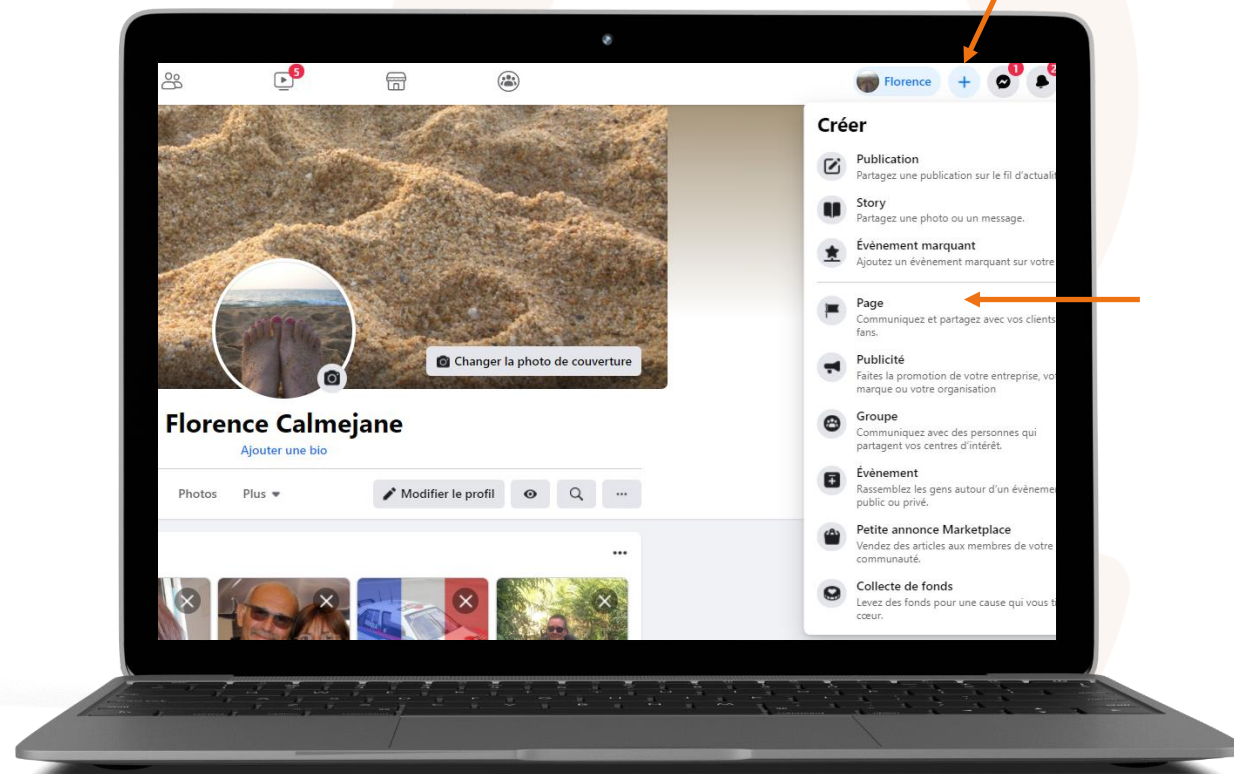 5
Florence
1
2
Créer
Publication
Partagez une publication sur le fil d'actualit
Story
Partagez une photo ou un message.
Évènement marquant
Ajoutez un évènement marquant sur votre
Page
Communiquez et partagez avec vos clients
fans.
Publicité
Faites la promotion de votre entreprise, vot
marque ou votre organisation
Groupe
Communiquez avec des personnes qui
partagent vos centres d'intérêt.
Évènement
Rassemblez les gens autour d'un évèneme
public ou privé.
Petite annonce Marketplace
Vendez des articles aux membres de votre
communauté.
Collecte de fonds
Levez des fonds pour une cause qui vous ti
cœur.
Changer la photo de couverture
Florence Calmejane
Ajouter une bio
Photos Plus
Modifier le profil